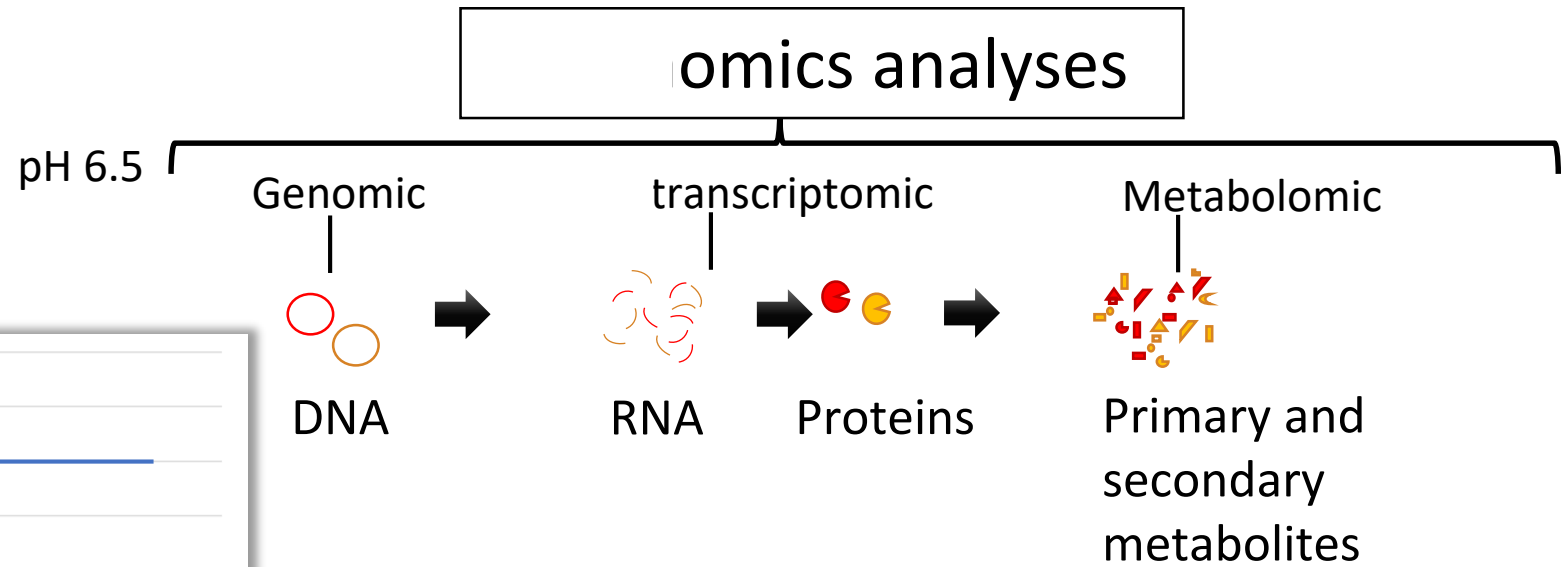 omics analyses
pH 6.5
Genomic
transcriptomic
Metabolomic
DNA
RNA
Proteins
Primary and
secondary
metabolites